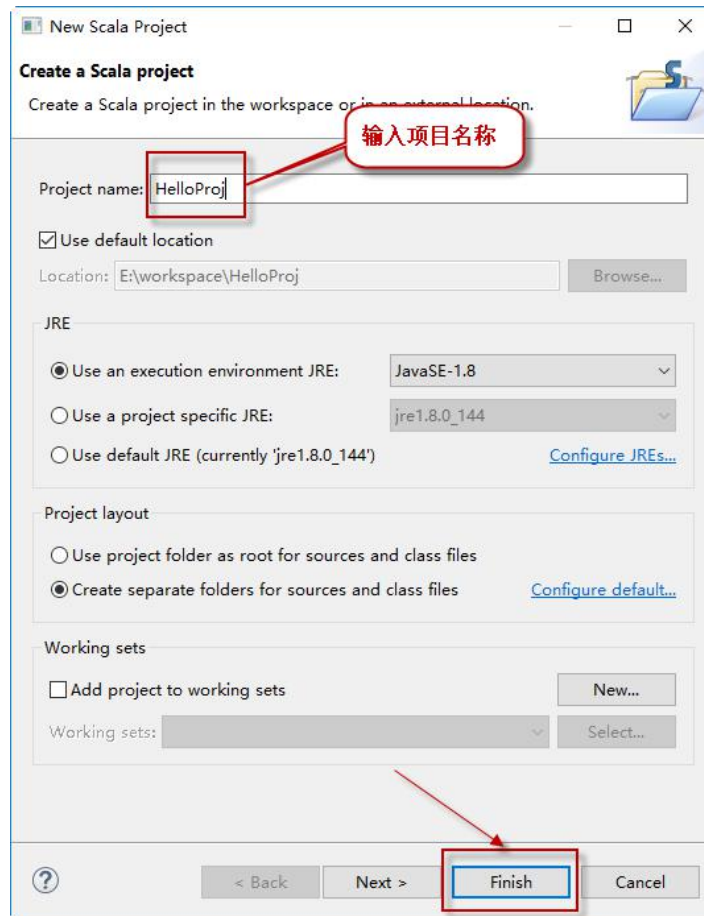 New Scala Project
Create a Scala project
Create a Scala project in the workspace or in an external location.
输入项目名称
Project name: HelloProj
Use default location
Location: E:\workspace\HelloProj Browse...
JRE
Use an execution environment JRE: JavaSE-1.8
Use a project specific JRE: jre1.8.0_144
Use default JRE (currently 'jre1.8.0_144') Configure JREs...
Project layout
Use project folder as root for sources and class files
Create separate folders for sources and class files Configure default...
Working sets
Add project to working sets New...
Working sets: Select...
? < Back Next > Finish Cancel